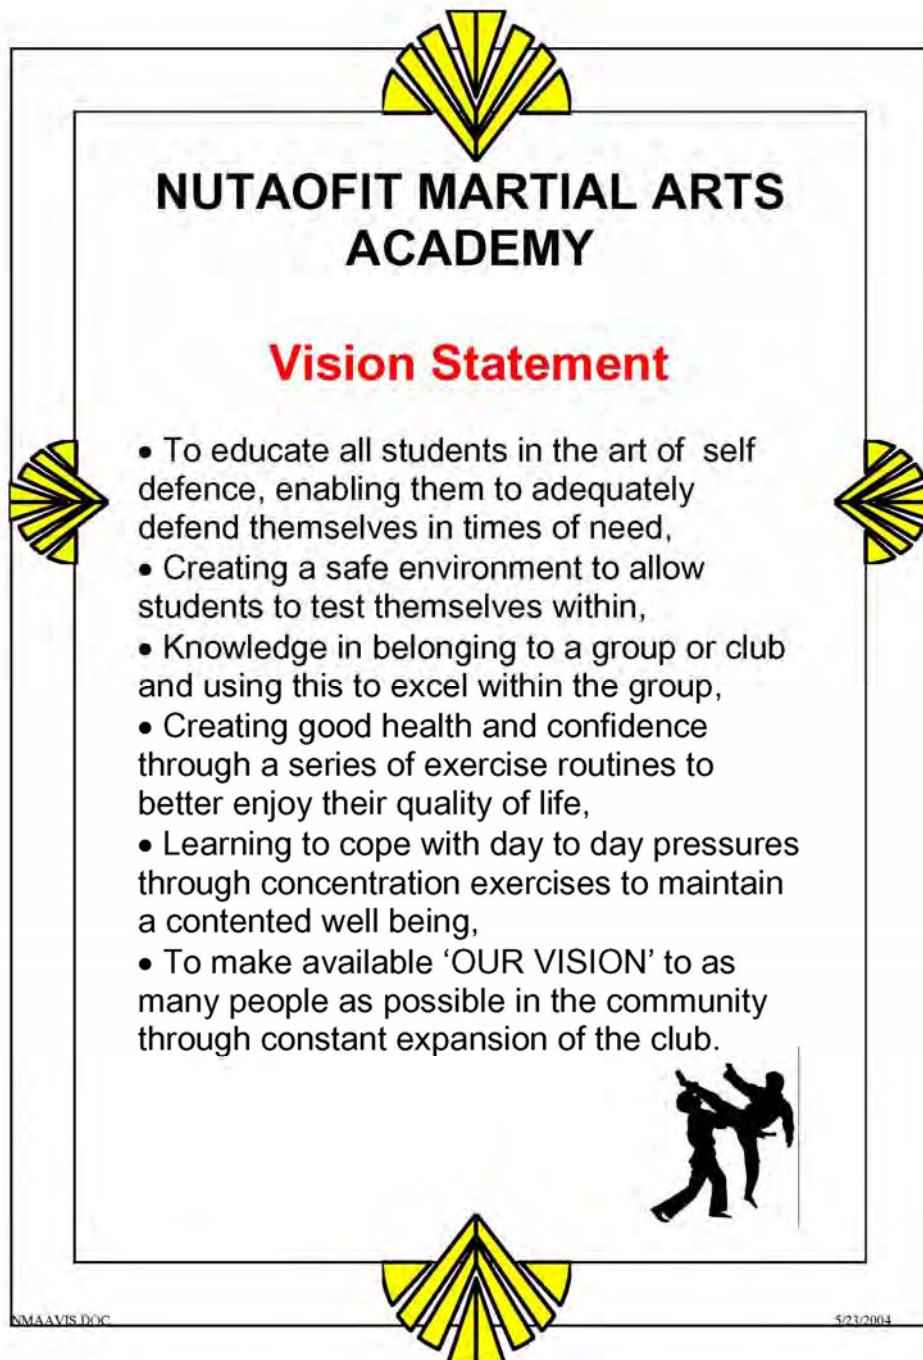 NUTAOFIT MARTIAL ARTS
ACADEMY
Vision Statement
• To educate all students in the art of  self
defence, enabling them to adequately
defend themselves in times of need,
• Creating a safe environment to allow
students to test themselves within,
• Knowledge in belonging to a group or club
and using this to excel within the group,
• Creating good health and confidence
through a series of exercise routines to
better enjoy their quality of life,
• Learning to cope with day to day pressures
through concentration exercises to maintain
a contented well being,
• To make available ‘OUR VISION’ to as
many people as possible in the community
through constant expansion of the club.
NMAAVIS.DOC 5/23/2004